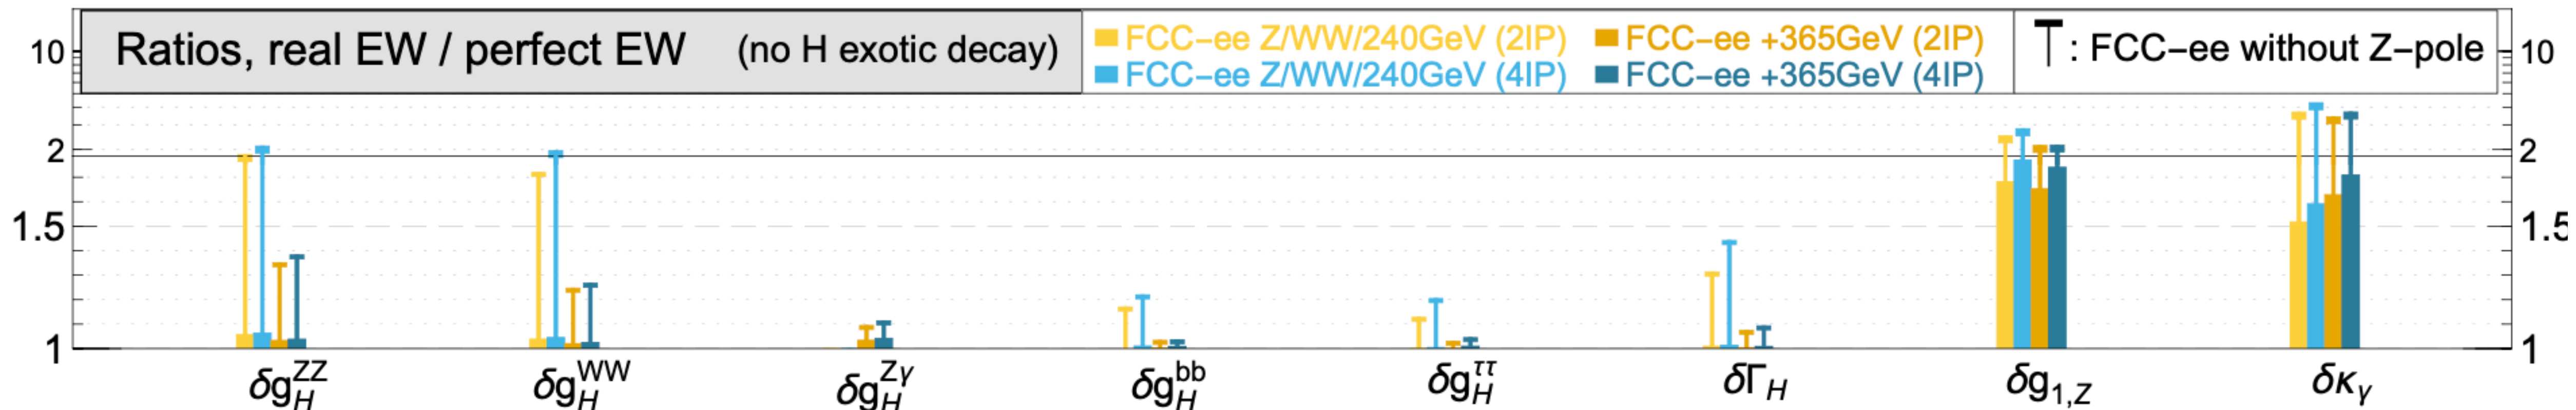 Ratios, real EW / perfect EW (no H exotic decay)
FCC−ee Z/WW/240GeV (2IP) FCC−ee +365GeV (2IP)
FCC−ee Z/WW/240GeV (4IP) FCC−ee +365GeV (4IP)
: FCC−ee without Z−pole
10 10
2 2
1.5 1.5
1 1
δg_H^{ZZ} δg_H^{WW} δg_H^{Zγ} δg_H^{bb} δg_H^{ττ} δΓ_H δg_{1,Z} δκ_γ